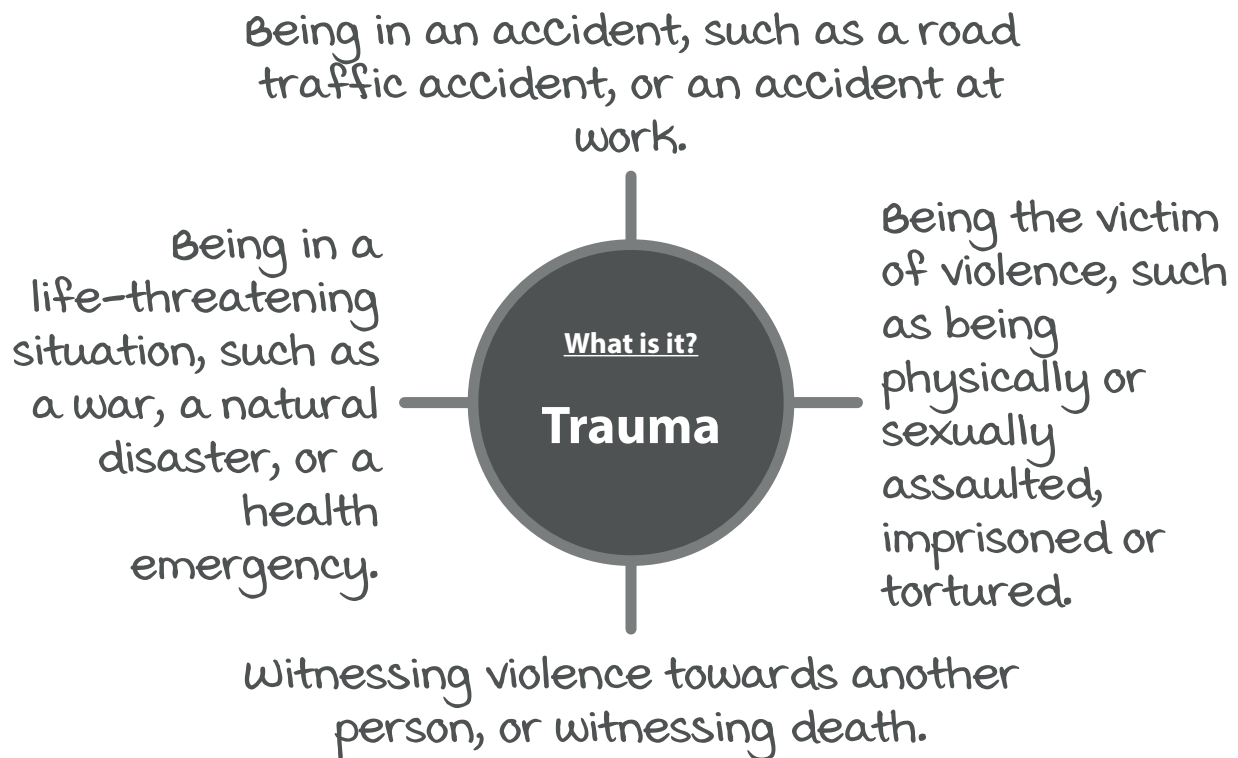 Being in an accident, such as a road
traffic accident, or an accident at
work.
Being in a
life-threatening
situation, such as
a war, a natural
disaster, or a
health
emergency.
What is it?
Trauma
Being the victim
of violence, such
as being
physically or
sexually
assaulted,
imprisoned or
tortured.
Witnessing violence towards another
person, or witnessing death.